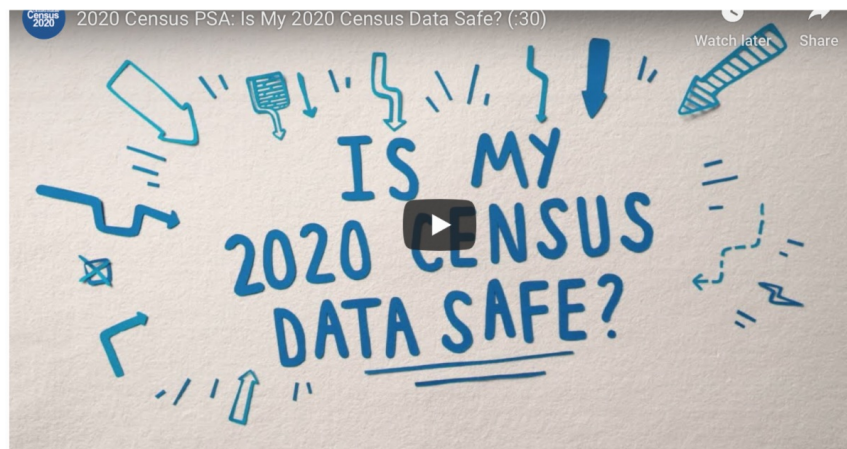 Census
2020
2020 Census PSA: Is My 2020 Census Data Safe? (:30)
Watch later
Share
IS MY
2020 CENSUS
DATA SAFE?